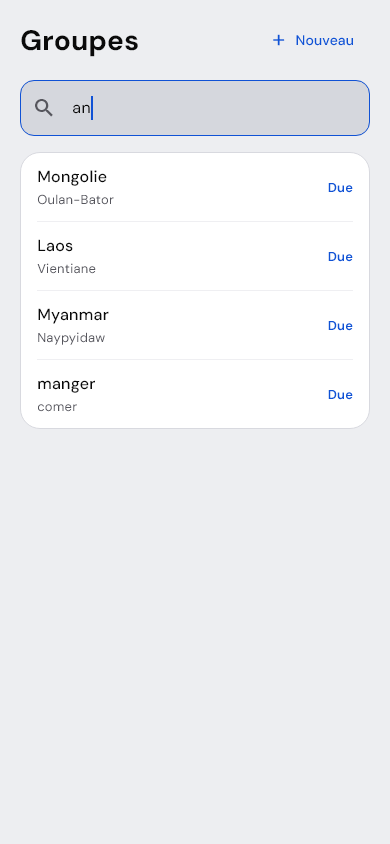 Groupes
Nouveau
an
Mongolie
Oulan-Bator
Due
Laos
Vientiane
Due
Myanmar
Naypyidaw
Due
manger
comer
Due